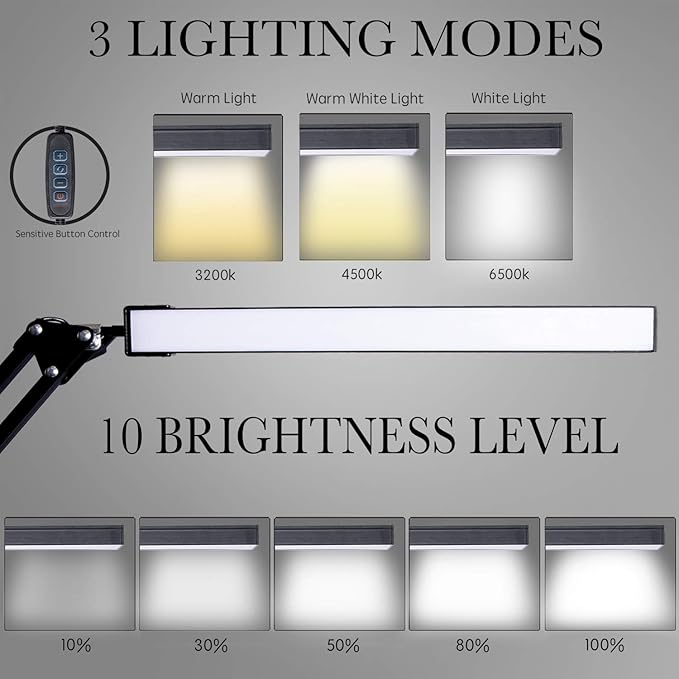 3 LIGHTING MODES
Warm Light
Warm White Light
White Light
Sensitive Button Control
3200k
4500k
6500k
10 BRIGHTNESS LEVEL
10%
30%
50%
80%
100%